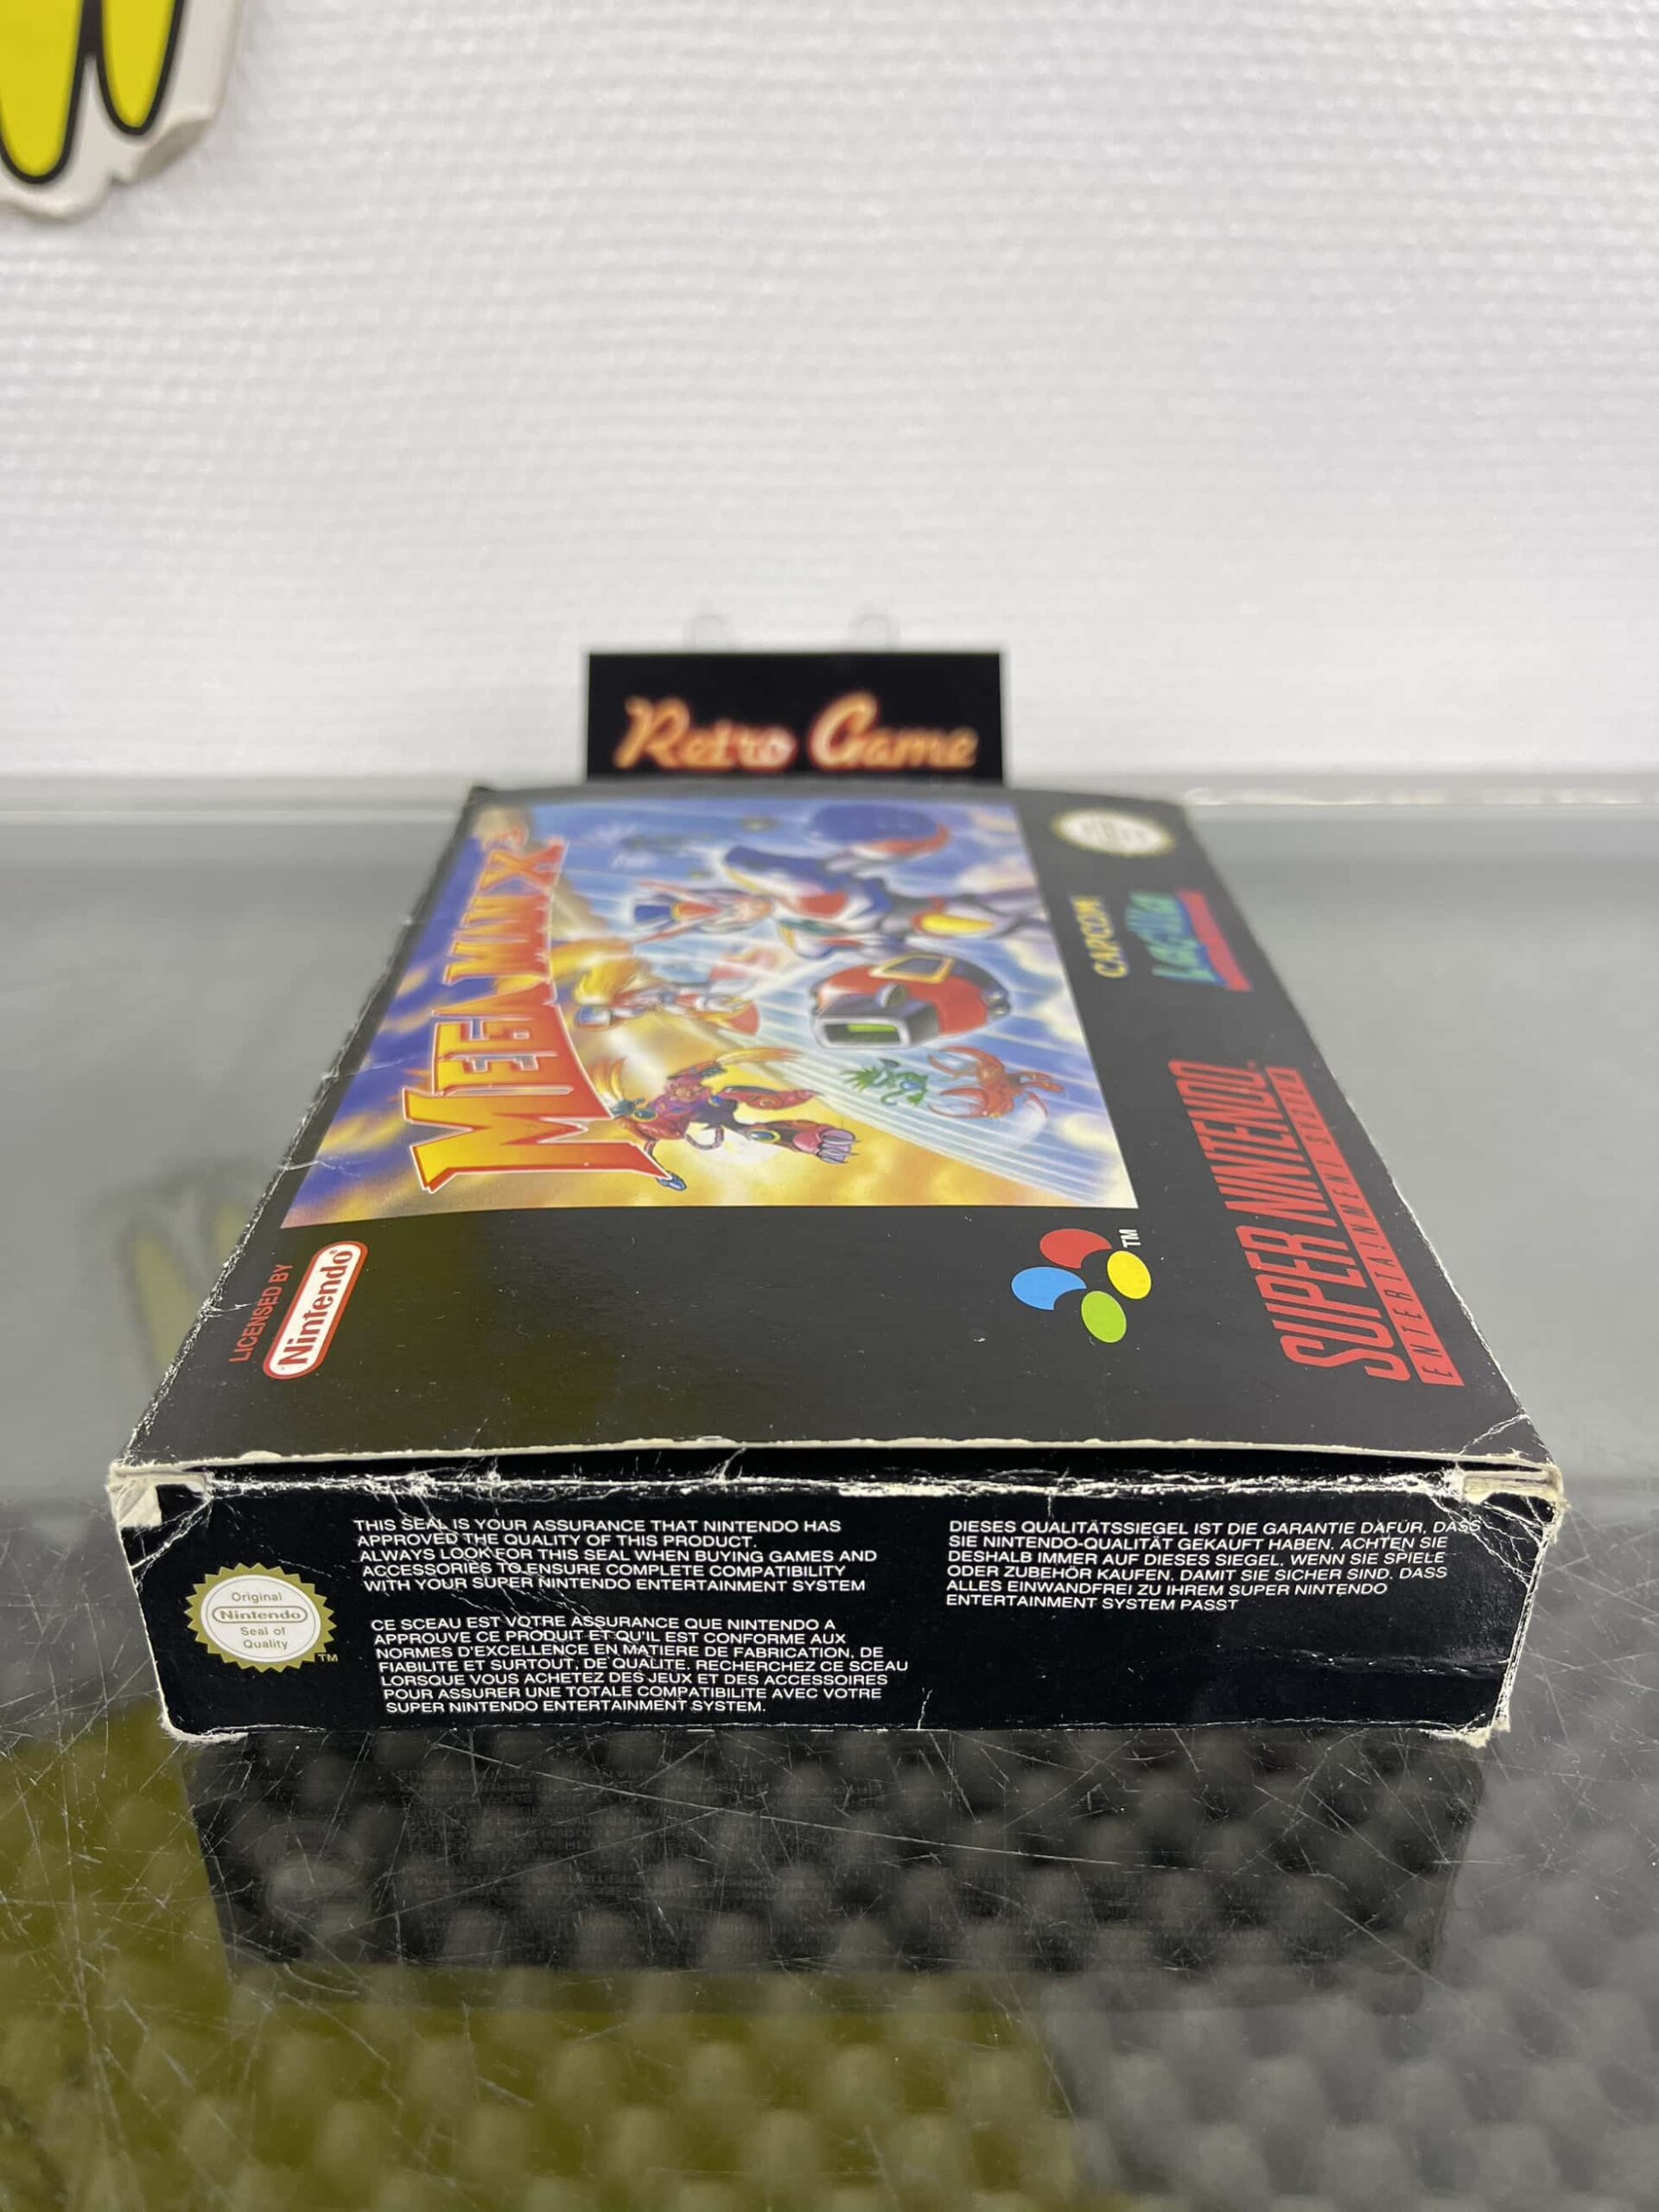 Retro Game
MEGA MAN X3
CAPCOM
Laguna
LICENSED BY
Nintendo®
TM
SUPER NINTENDO
ENTERTAINMENT SYSTEM
Original
Nintendo
Seal of
Quality
TM
THIS SEAL IS YOUR ASSURANCE THAT NINTENDO HAS
APPROVED THE QUALITY OF THIS PRODUCT.
ALWAYS LOOK FOR THIS SEAL WHEN BUYING GAMES AND
ACCESSORIES TO ENSURE COMPLETE COMPATIBILITY
WITH YOUR SUPER NINTENDO ENTERTAINMENT SYSTEM
CE SCEAU EST VOTRE ASSURANCE QUE NINTENDO A
APPROUVE CE PRODUIT ET QU'IL EST CONFORME AUX
NORMES D'EXCELLENCE EN MATIERE DE FABRICATION, DE
FIABILITE ET SURTOUT, DE QUALITE. RECHERCHEZ CE SCEAU
LORSQUE VOUS ACHETEZ DES JEUX ET DES ACCESSOIRES
POUR ASSURER UNE TOTALE COMPATIBILITE AVEC VOTRE
SUPER NINTENDO ENTERTAINMENT SYSTEM.
DIESES QUALITÄTSSIEGEL IST DIE GARANTIE DAFÜR, DASS
SIE NINTENDO-QUALITÄT GEKAUFT HABEN. ACHTEN SIE
DESHALB IMMER AUF DIESES SIEGEL, WENN SIE SPIELE
ODER ZUBEHÖR KAUFEN. DAMIT SIE SICHER SIND. DASS
ALLES EINWANDFREI ZU IHREM SUPER NINTENDO
ENTERTAINMENT SYSTEM PASST